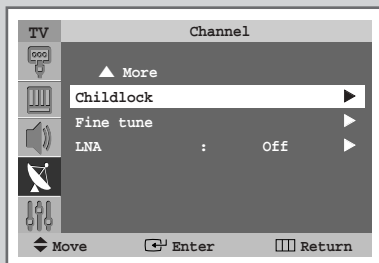 TV Channel
▲ More
Childlock ▶
Fine tune ▶
LNA : Off ▶
Move Enter Return